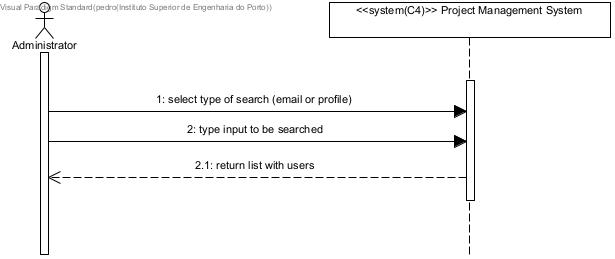 Visual Paradigm Standard(pedro(Instituto Superior de Engenharia do Porto))
<<system(C4)>> Project Management System
Administrator
1: select type of search (email or profile)
2: type input to be searched
2.1: return list with users